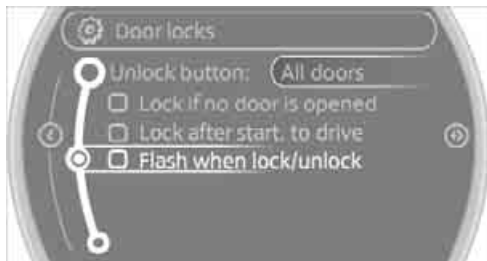 Door locks
Unlock button: All doors
Lock if no door is opened
Lock after start. to drive
Flash when lock/unlock